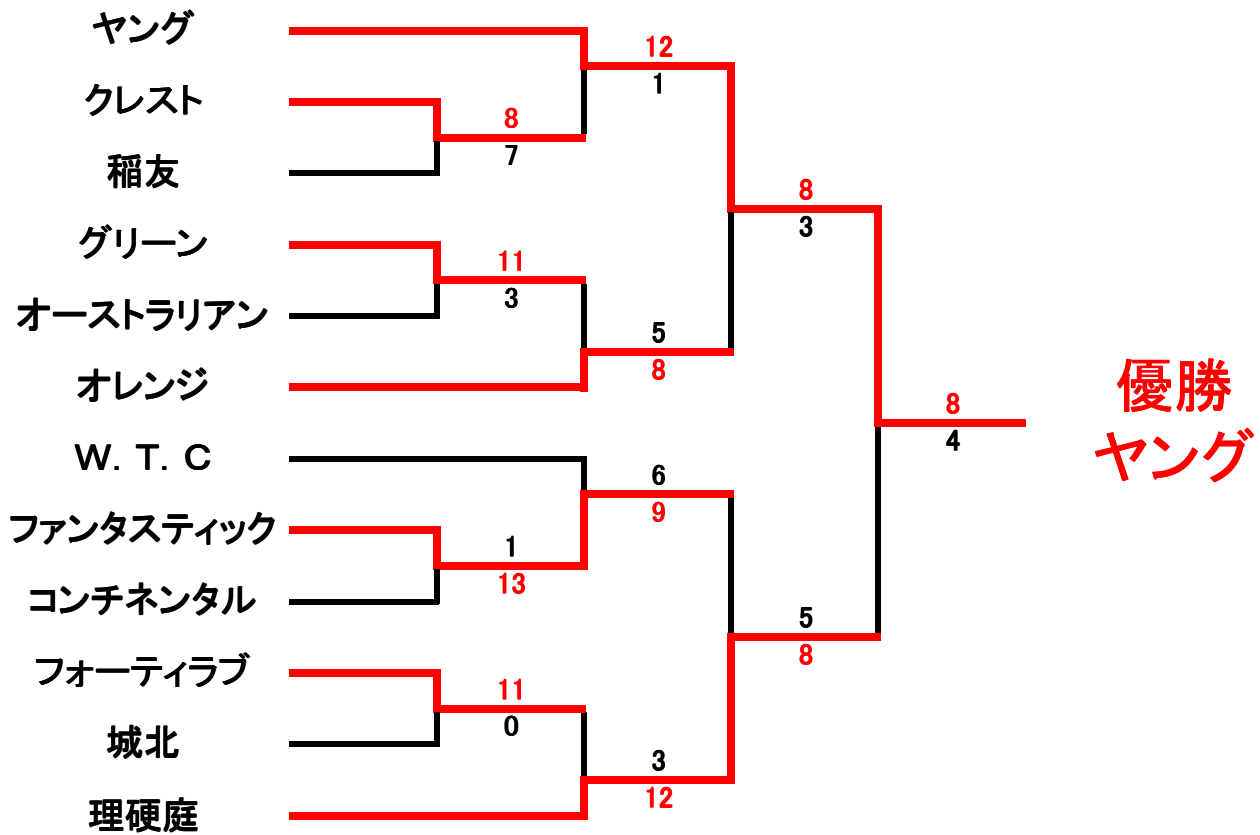 ヤング
クレスト
稲友
グリーン
オーストラリアン
オレンジ
W. T. C
ファンタスティック
コンチネンタル
フォーティラブ
城北
理硬庭
8
7
11
3
1
13
11
0
12
1
5
8
6
9
3
12
8
3
5
8
8
4
優勝
ヤング